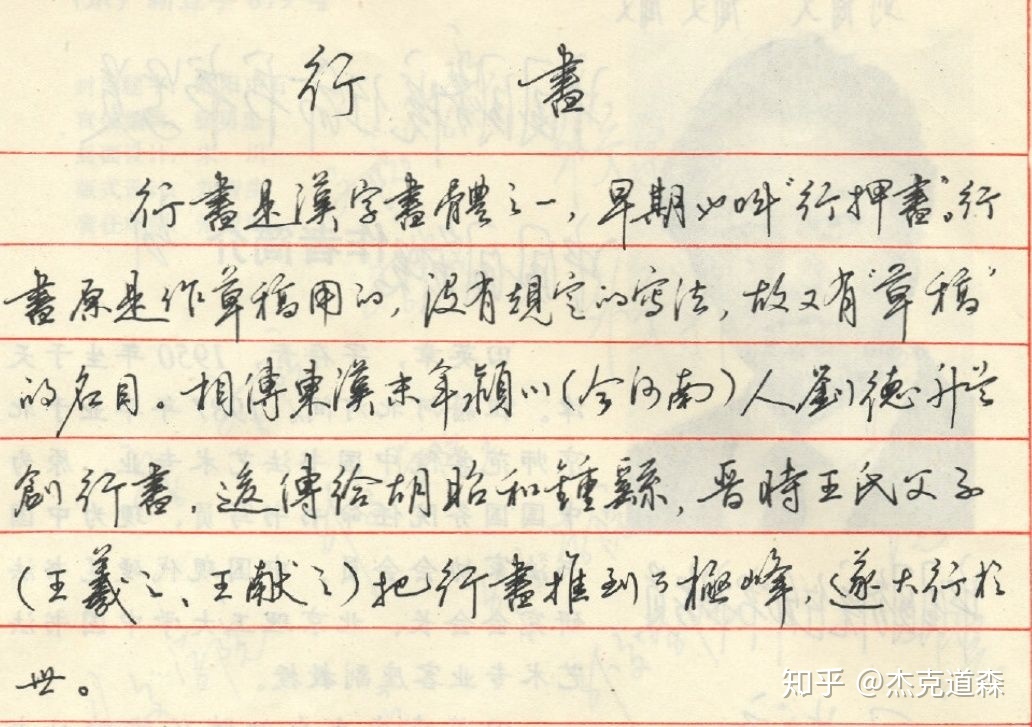 行書
行書是漢字書體之一，早期也叫“行押書”。行
書原是作草稿用的，没有規定的寫法，故又有“草稿”
的名目。相傳東漢末年潁川（今河南）人劉德升
創行書，後傳給胡昭和鍾繇，晋時王氏父子
（王羲之、王献之）把行書推到了極峰，遂大行於
世。
知乎 @杰克道森